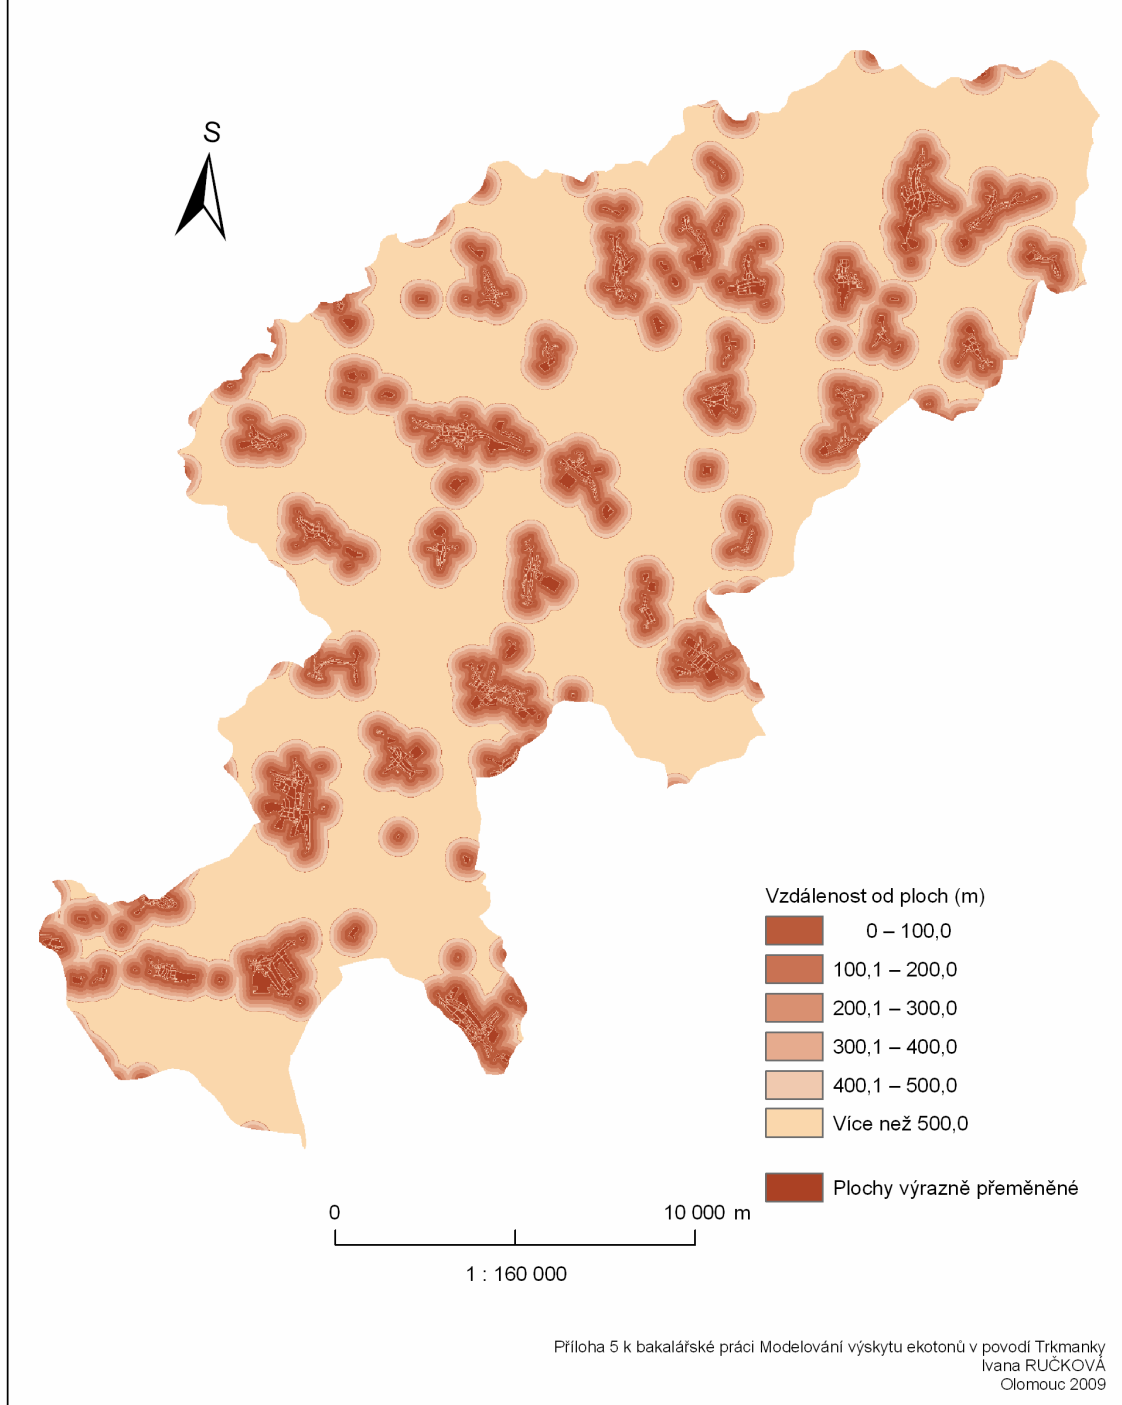 S
Vzdálenost od ploch (m)
0 – 100,0
100,1 – 200,0
200,1 – 300,0
300,1 – 400,0
400,1 – 500,0
Více než 500,0
Plochy výrazně přeměněné
0 10 000 m
1 : 160 000
Příloha 5 k bakalářské práci Modelování výskytu ekotonů v povodí Trkmanky
Ivana RUČKOVÁ
Olomouc 2009